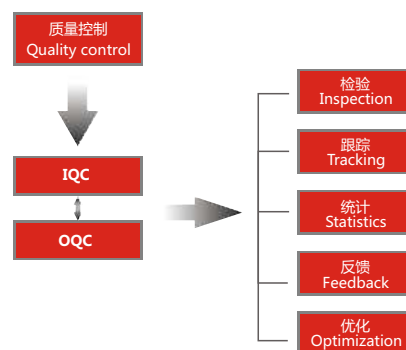 质量控制
Quality control
IQC
OQC
检验
Inspection
跟踪
Tracking
统计
Statistics
反馈
Feedback
优化
Optimization